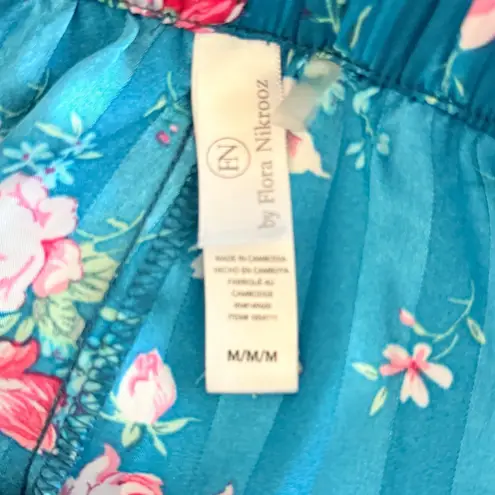 FN
by Flora Nikrooz
MADE IN CAMBODIA
HECHO EN CAMBOYA
FABRIQUÉ AU
CAMBODGE
M/M/M